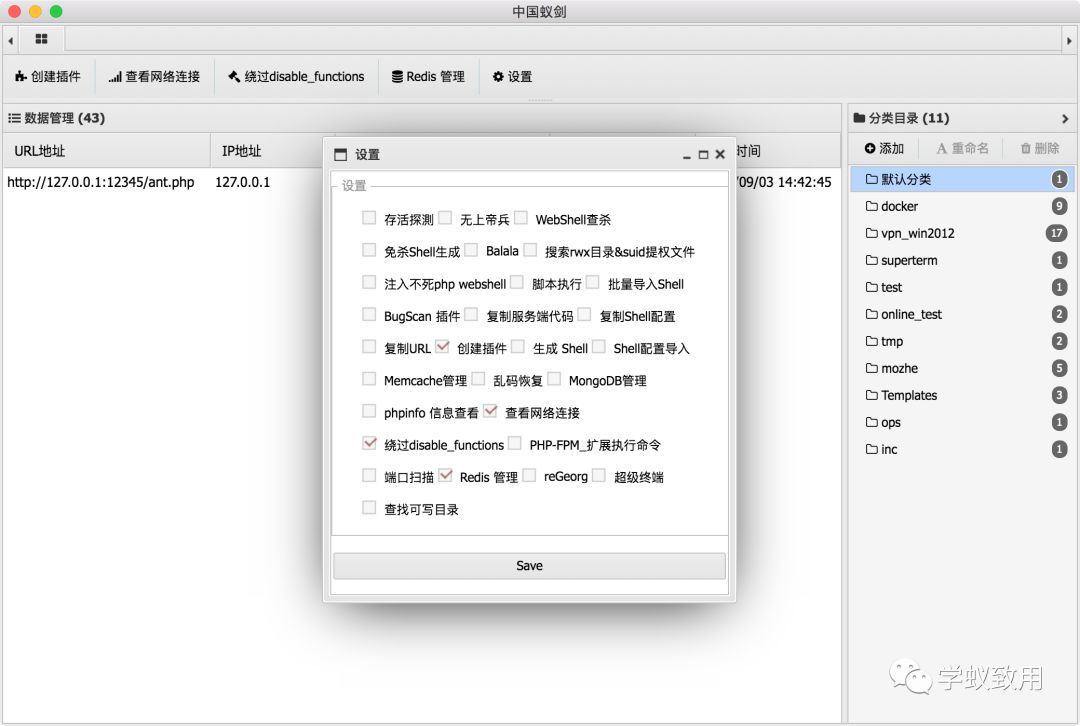 中国蚁剑
创建插件 查看网络连接 绕过disable_functions Redis 管理 设置
数据管理 (43)
URL地址 IP地址 时间
http://127.0.0.1:12345/ant.php 127.0.0.1 /09/03 14:42:45
设置
设置
存活探测 无上帝兵 WebShell查杀
免杀Shell生成 Balala 搜索rwx目录&suid提权文件
注入不死php webshell 脚本执行 批量导入Shell
BugScan 插件 复制服务端代码 复制Shell配置
复制URL 创建插件 生成 Shell Shell配置导入
Memcache管理 乱码恢复 MongoDB管理
phpinfo 信息查看 查看网络连接
绕过disable_functions PHP-FPM_扩展执行命令
端口扫描 Redis 管理 reGeorg 超级终端
查找可写目录
Save
分类目录 (11)
添加 A 重命名 删除
默认分类 1
docker 9
vpn_win2012 17
superterm 1
test 1
online_test 2
tmp 2
mozhe 5
Templates 3
ops 1
inc 1
学蚁致用